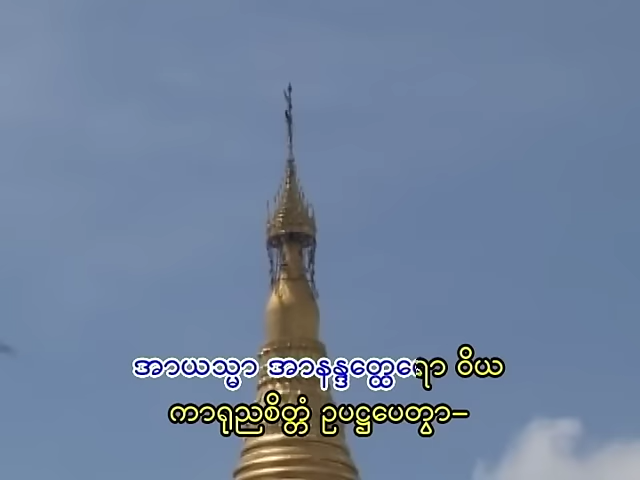 အာယသ္မာ အာနန္ဒတ္ထေရော ဝိယ
ကာရုညစိတ္တံ ဥပဋ္ဌပေတွာ–